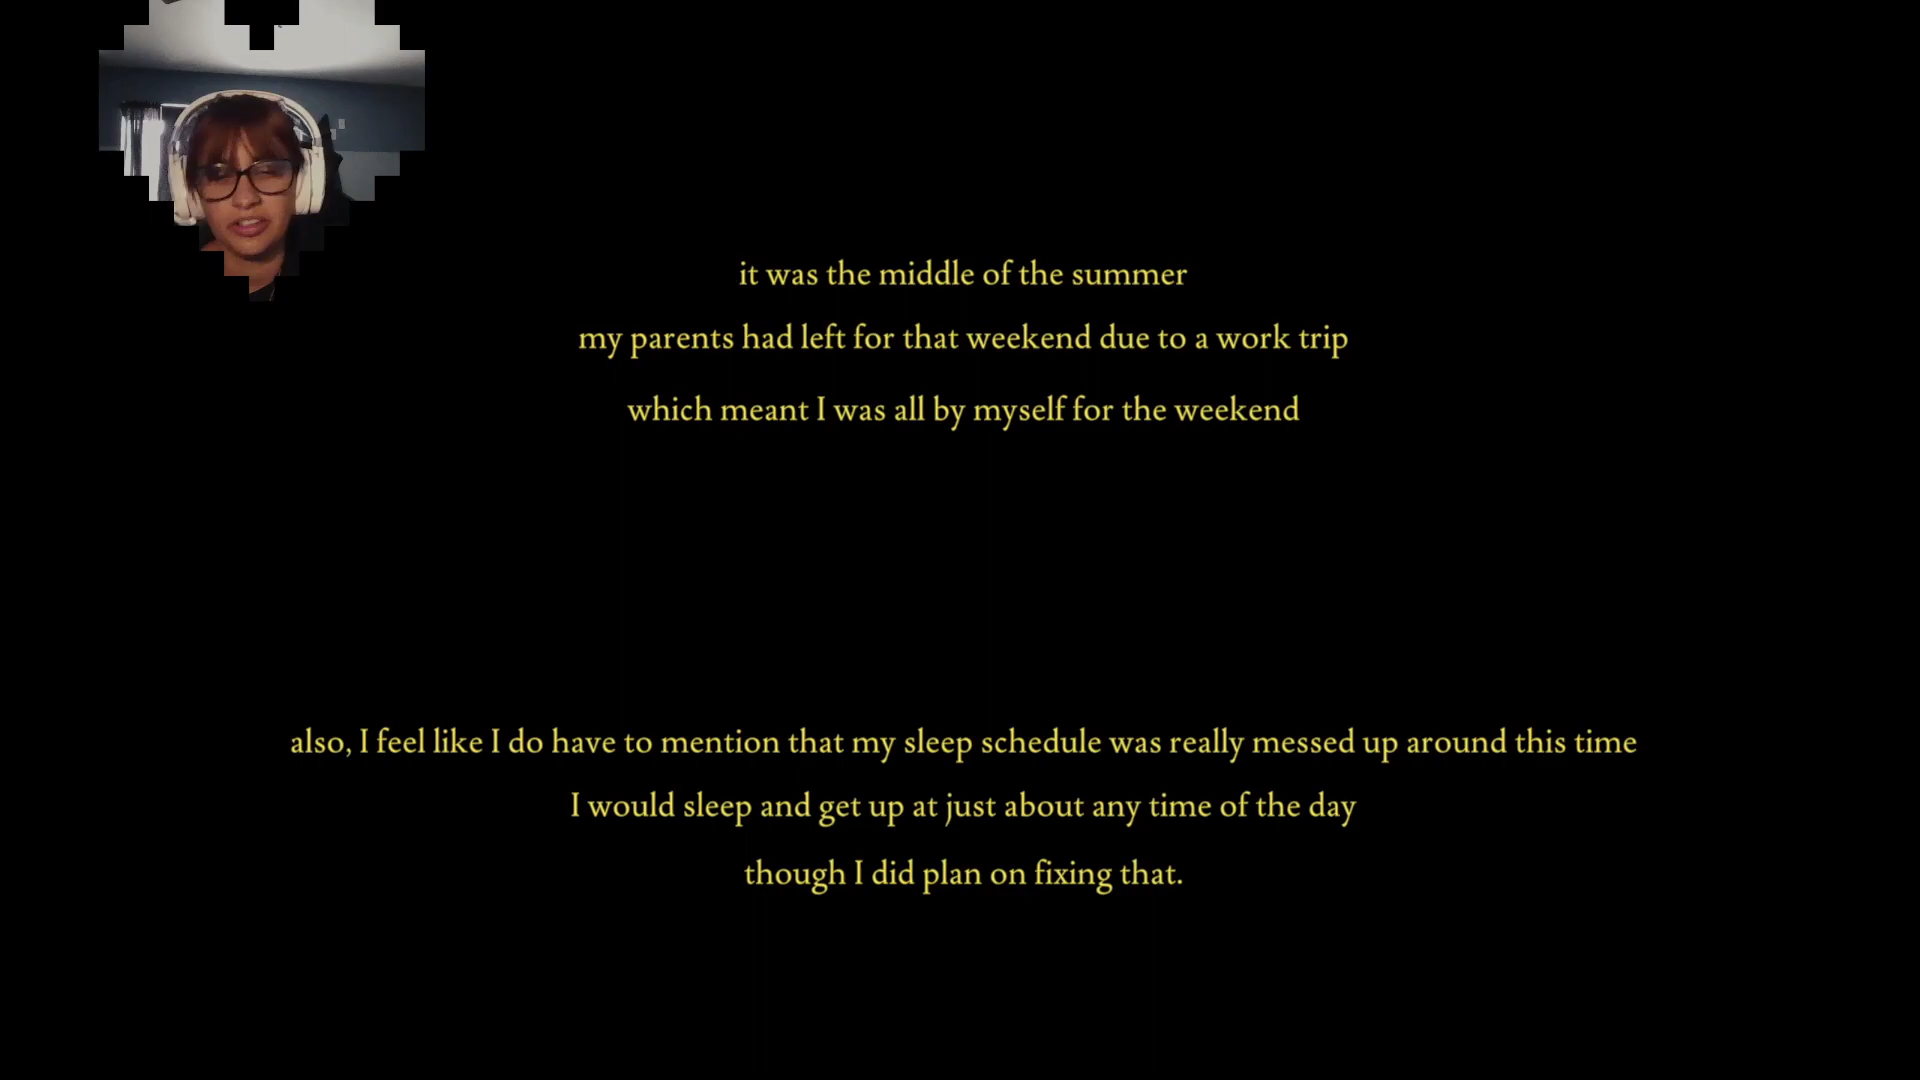 it was the middle of the summer
my parents had left for that weekend due to a work trip
which meant I was all by myself for the weekend
also, I feel like I do have to mention that my sleep schedule was really messed up around this time
I would sleep and get up at just about any time of the day
though I did plan on fixing that.